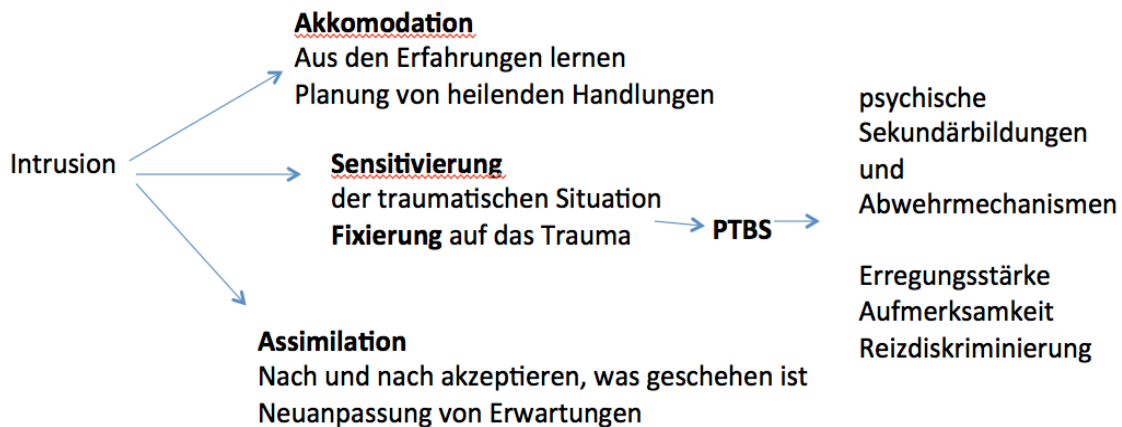 Akkomodation
Aus den Erfahrungen lernen
Planung von heilenden Handlungen
Intrusion
Sensitivierung
der traumatischen Situation
Fixierung auf das Trauma
PTBS
psychische
Sekundärbildungen
und
Abwehrmechanismen
Erregungsstärke
Aufmerksamkeit
Reizdiskriminierung
Assimilation
Nach und nach akzeptieren, was geschehen ist
Neuanpassung von Erwartungen